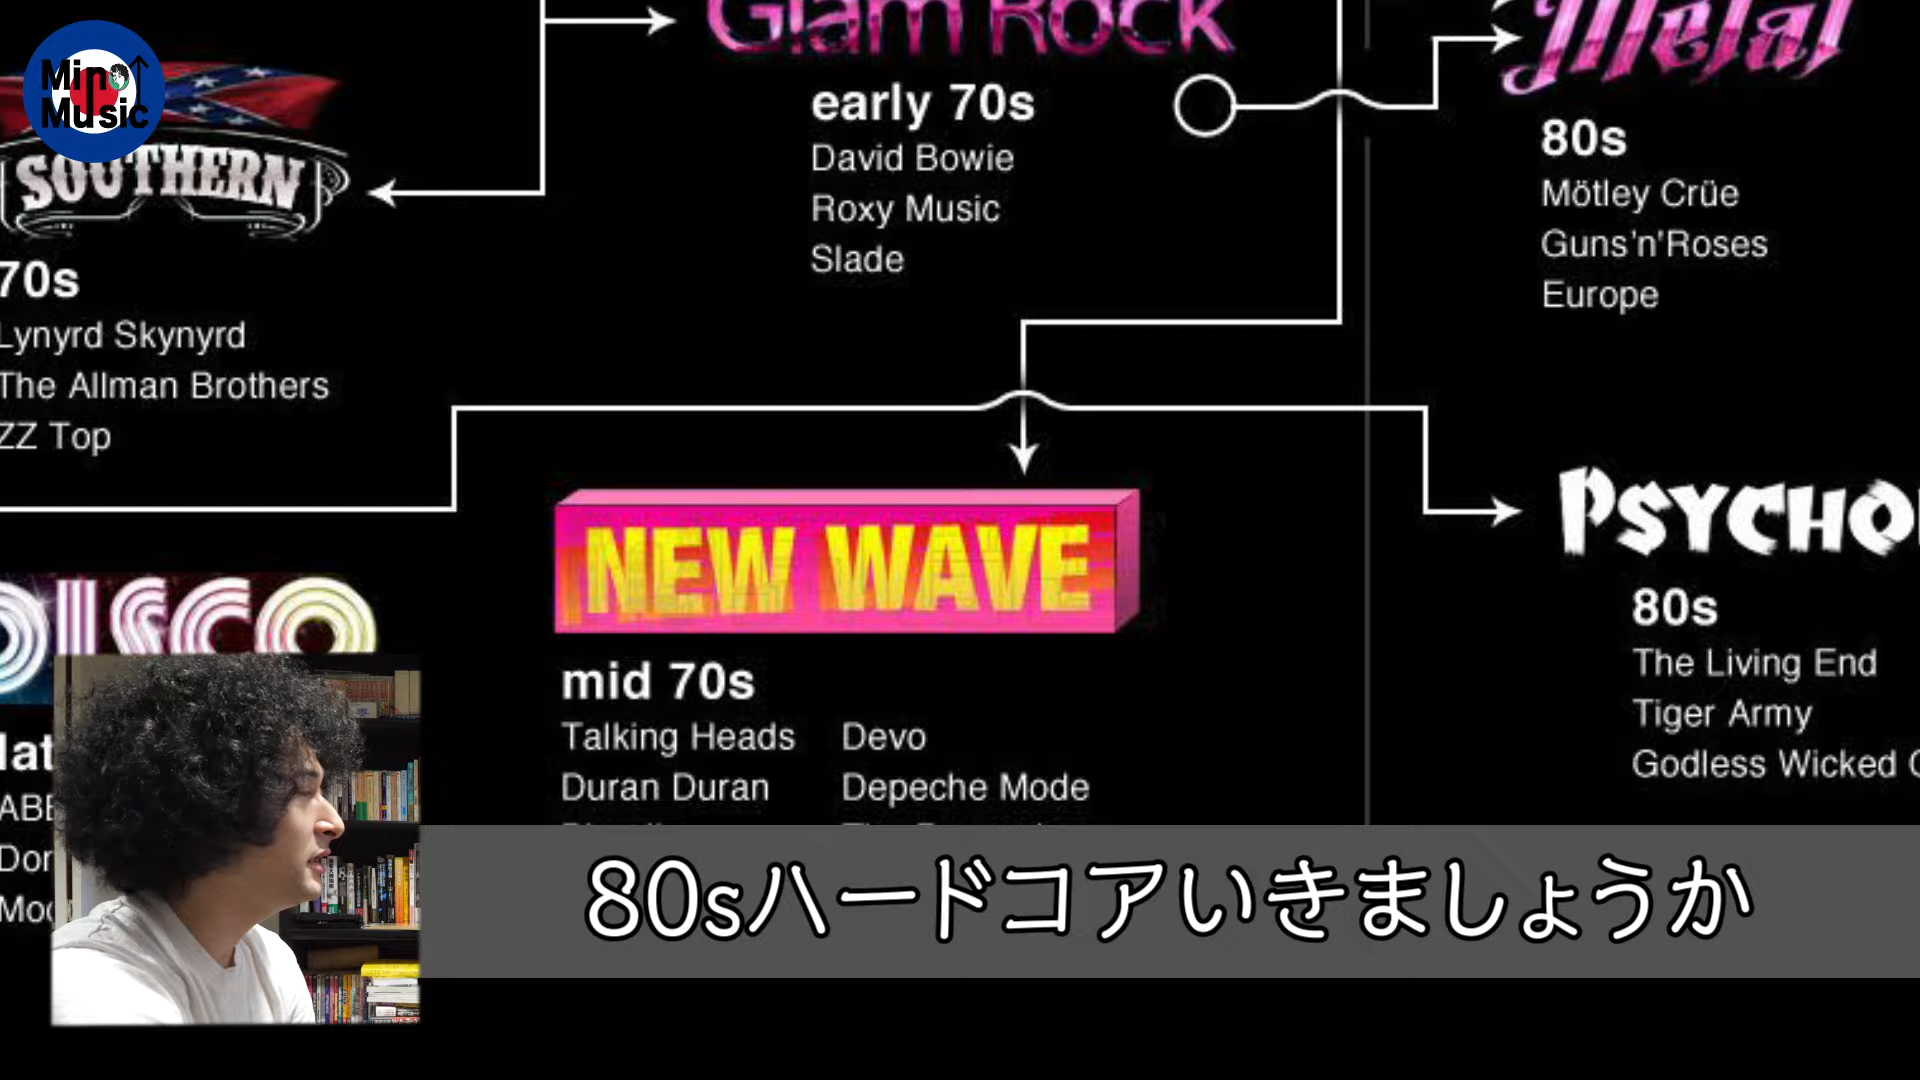 Mino
Music
Glam Rock
early 70s
David Bowie
Roxy Music
Slade
Metal
80s
Mötley Crüe
Guns'n'Roses
Europe
SOUTHERN
70s
Lynyrd Skynyrd
The Allman Brothers
ZZ Top
DISCO
NEW WAVE
mid 70s
Talking Heads
Duran Duran
Devo
Depeche Mode
80s
The Living End
Tiger Army
Godless Wicked
80sハードコアいきましょうか